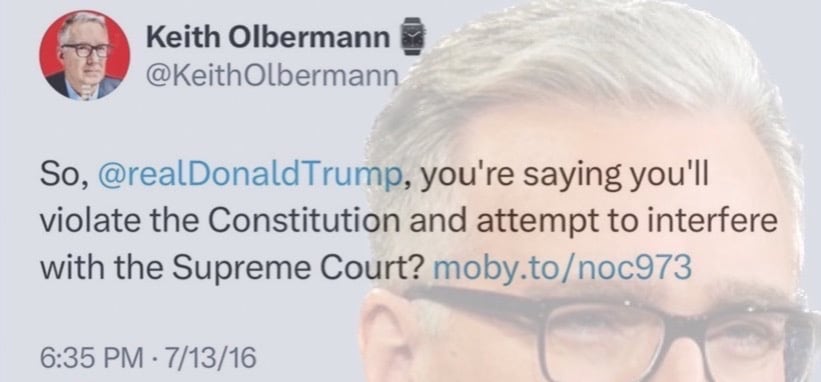 Keith Olbermann
@KeithOlbermann
So, @realDonaldTrump, you're saying you'll
violate the Constitution and attempt to interfere
with the Supreme Court? moby.to/noc973
6:35 PM · 7/13/16